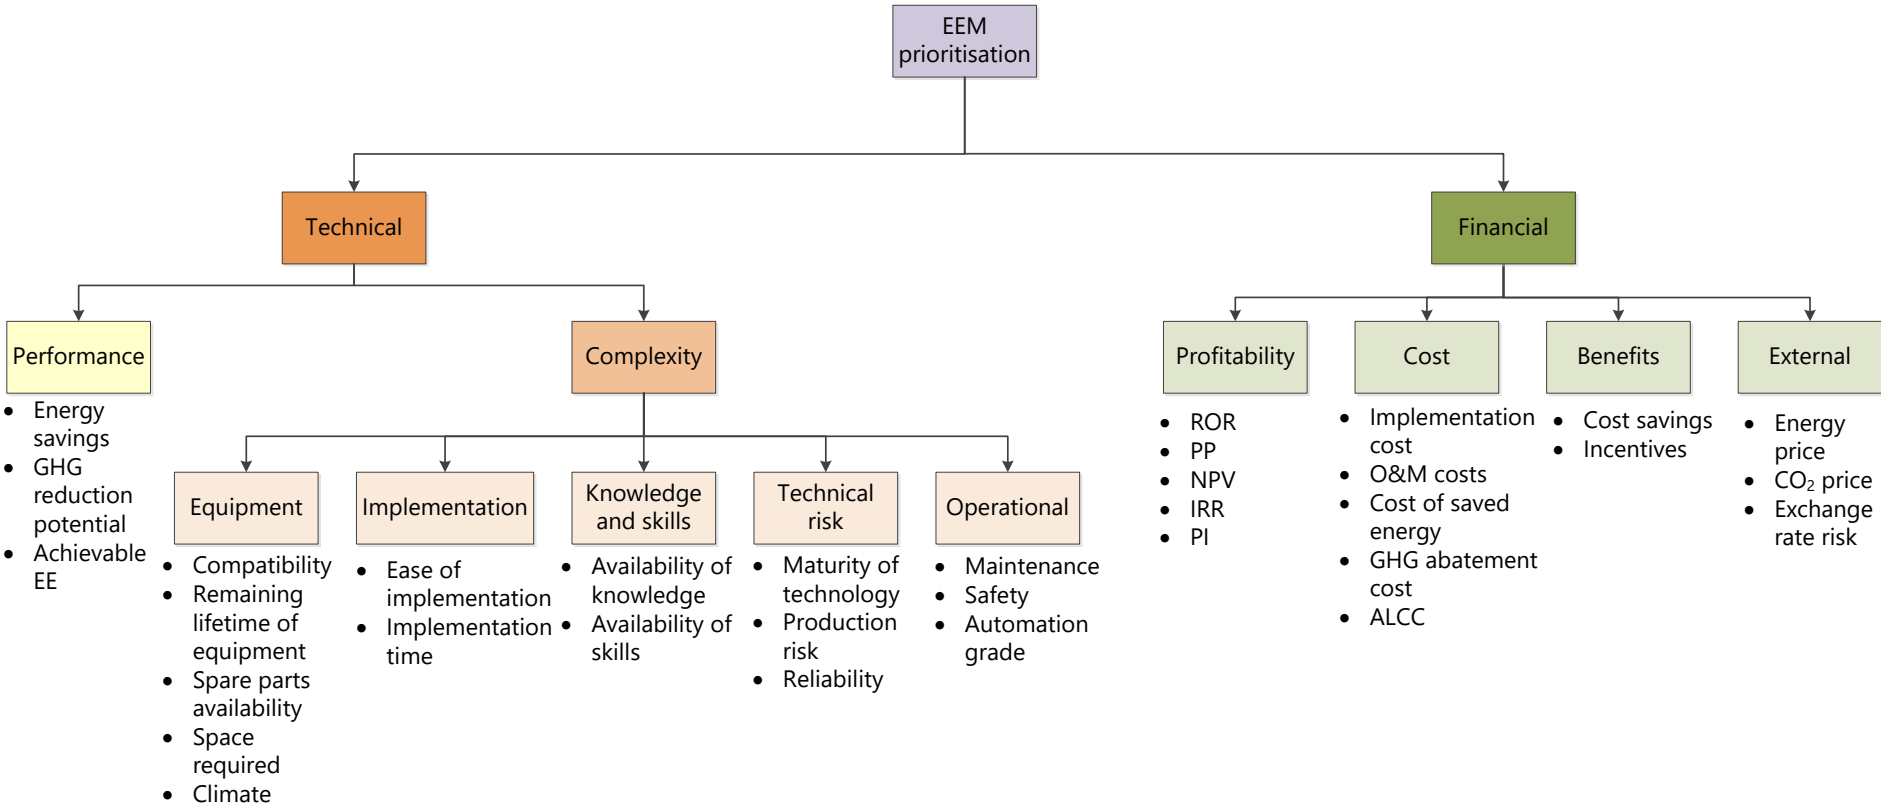 EEM
prioritisation
Technical
Financial
Performance
Complexity
Profitability
Cost
Benefits
External
• Energy
savings
• GHG
reduction
potential
• Achievable
EE
Equipment
Implementation
Knowledge
and skills
Technical
risk
Operational
• Compatibility
• Remaining
lifetime of
equipment
• Spare parts
availability
• Space
required
• Climate
• Ease of
implementation
• Implementation
time
• Availability of
knowledge
• Availability of
skills
• Maturity of
technology
• Production
risk
• Reliability
• Maintenance
• Safety
• Automation
grade
• ROR
• PP
• NPV
• IRR
• PI
• Implementation
cost
• O&M costs
• Cost of saved
energy
• GHG abatement
cost
• ALCC
• Cost savings
• Incentives
• Energy
price
• CO₂ price
• Exchange
rate risk